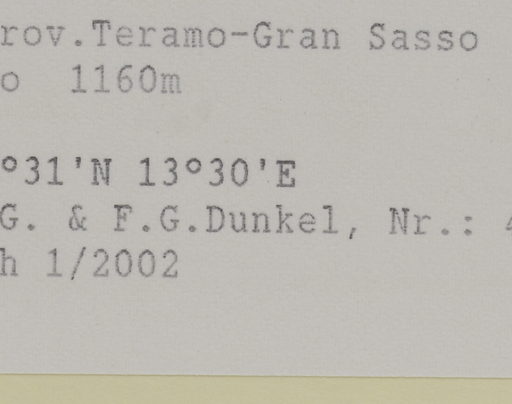 rov.Teramo-Gran Sasso
o 1160m
°31'N 13°30'E
G. & F.G.Dunkel, Nr.:
h 1/2002